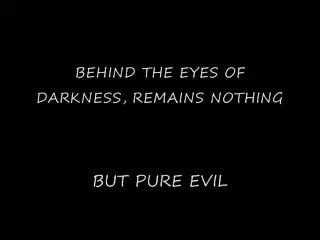 BEHIND THE EYES OF
DARKNESS, REMAINS NOTHING
BUT PURE EVIL